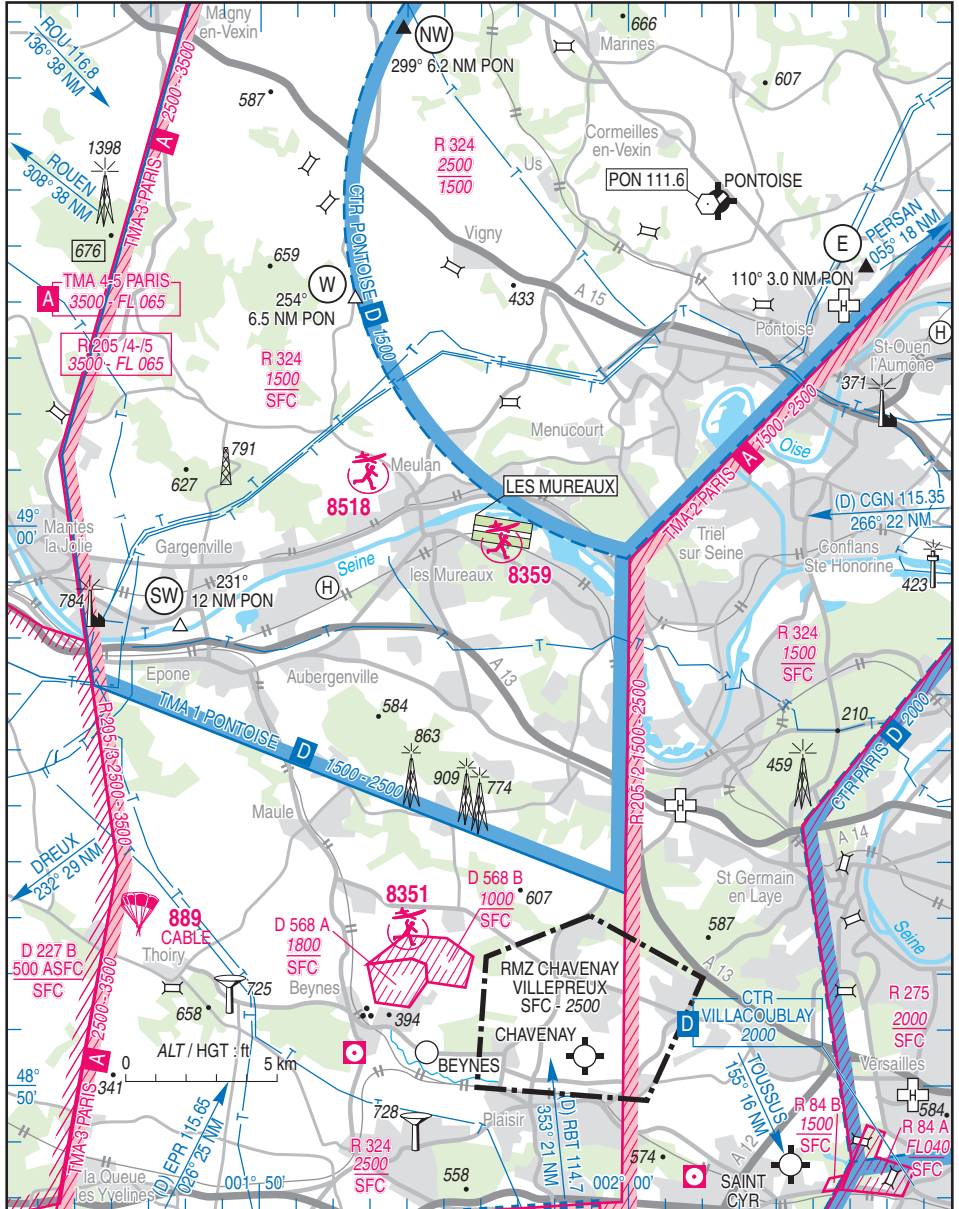 Magny
en-Vexin
ROU 116.8
136° 38 NM
NW
299° 6.2 NM PON
666
Marines
607
587
TMA 3 PARIS A 2500-3500
1398
ROUEN
308° 38 NM
R 324
2500
1500
Us
Cormeilles
en-Vexin
PON 111.6
PONTOISE
676
Vigny
CTR PONTOISE D 1500
E
PERSAN
055° 18 NM
110° 3.0 NM PON
H
659
W
254°
6.5 NM PON
433
A 15
A
TMA 4-5 PARIS
3500 - FL 065
R 205 /4-/5
3500 - FL 065
R 324
1500
SFC
Pontoise
St-Ouen
l'Aumône
H
371
Oise
791
627
8518
Meulan
Menucourt
LES MUREAUX
TMA 2 PARIS A 1500-2500
(D) CGN 115.35
266° 22 NM
49°
00'
Mantes
la Jolie
Gargenville
Seine
les Mureaux
8359
Triel
sur Seine
Conflans
Ste Honorine
423
784
SW
231°
12 NM PON
H
Epone
Aubergenville
A 13
R 324
1500
SFC
TMA 1 PONTOISE D 1500 - 2500
584
863
909
774
R 205 /3 2500-3500
R 205 /2 1500-2500
210
459
CTR PARIS D 2000
H
Maule
A 14
DREUX
232° 29 NM
St Germain
en Laye
Seine
889
CABLE
Thoiry
8351
D 568 B
1000
SFC
607
587
D 568 A
1800
SFC
A 13
D 227 B
500 ASFC
SFC
TMA 3 PARIS A 2500-3500
725
658
Beynes
394
RMZ CHAVENAY
VILLEPREUX
SFC - 2500
CHAVENAY
D
CTR
VILLACOUBLAY
2000
R 275
2000
SFC
Versailles
ALT / HGT : ft
0 5 km
BEYNES
48°
50'
341
H
584
728
Plaisir
(D) RBT 114.7
353° 21 NM
TOUSSUS
155° 16 NM
R 84 B
1500
SFC
R 84 A
FL040
SFC
(D) EPR 115.65
026° 25 NM
R 324
2500
SFC
574
A 12
la Queue
les Yvelines
001° 50'
558
002° 00'
SAINT
CYR